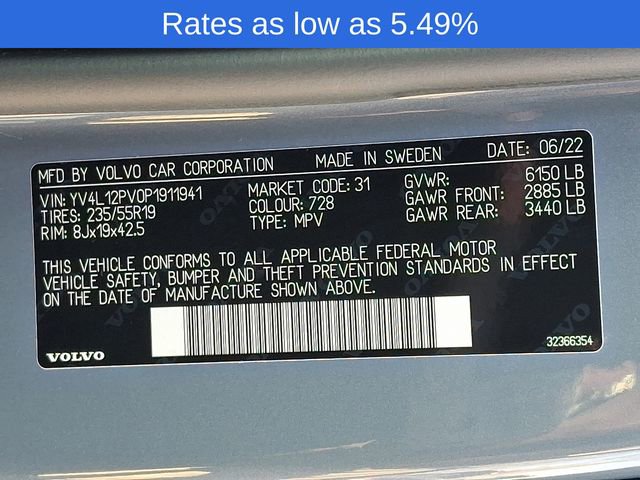 Rates as low as 5.49%
MFD BY VOLVO CAR CORPORATION MADE IN SWEDEN DATE: 06/22
VIN: YV4L12PV0P1911941 MARKET CODE: 31 GVWR: 6150 LB
TIRES: 235/55R19 COLOUR: 728 GAWR FRONT: 2885 LB
RIM: 8Jx19x42.5 TYPE: MPV GAWR REAR: 3440 LB
THIS VEHICLE CONFORMS TO ALL APPLICABLE FEDERAL MOTOR
VEHICLE SAFETY, BUMPER AND THEFT PREVENTION STANDARDS IN EFFECT
ON THE DATE OF MANUFACTURE SHOWN ABOVE.
VOLVO 32366354